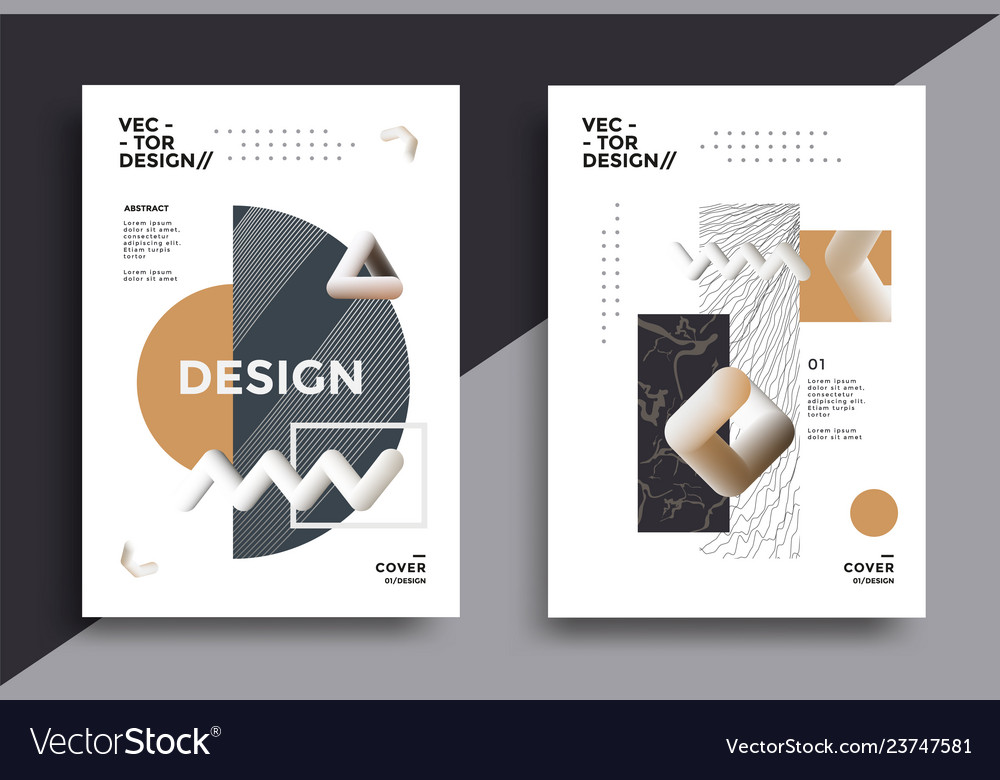 VEC -
- TOR
DESIGN//
ABSTRACT
Lorem ipsum
dolor sit amet,
consectetur
adipiscing elit.
Etiam turpis
tortor
Lorem ipsum
dolor sit amet
DESIGN
COVER
01/DESIGN
VEC -
- TOR
DESIGN//
01
Lorem ipsum
dolor sit amet,
consectetur
adipiscing elit.
Etiam turpis
tortor
Lorem ipsum
dolor sit amet
COVER
01/DESIGN
VectorStock®
VectorStock.com/23747581